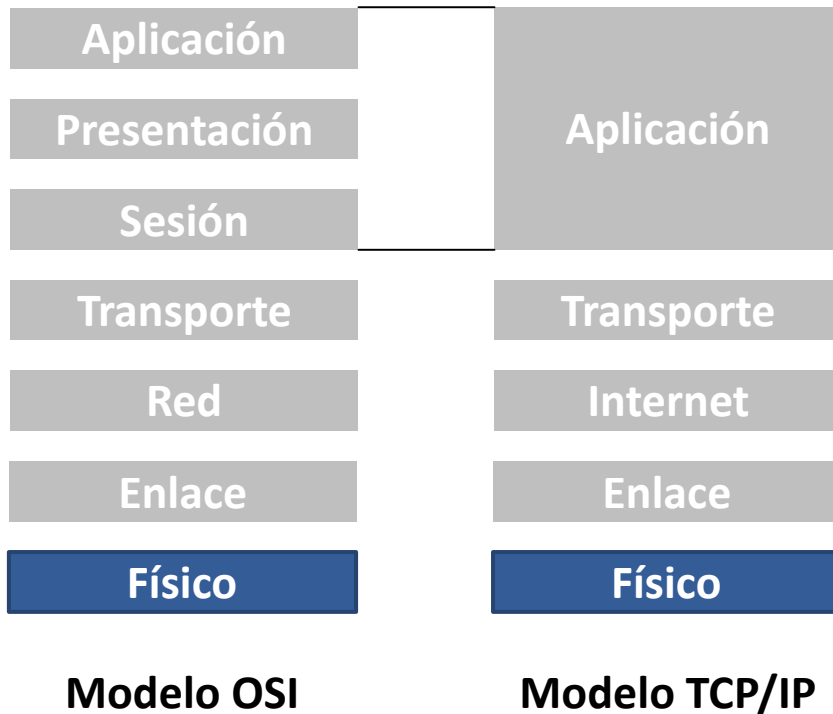 Aplicación
Presentación
Sesión
Transporte
Red
Enlace
Físico
Modelo OSI
Aplicación
Transporte
Internet
Enlace
Físico
Modelo TCP/IP